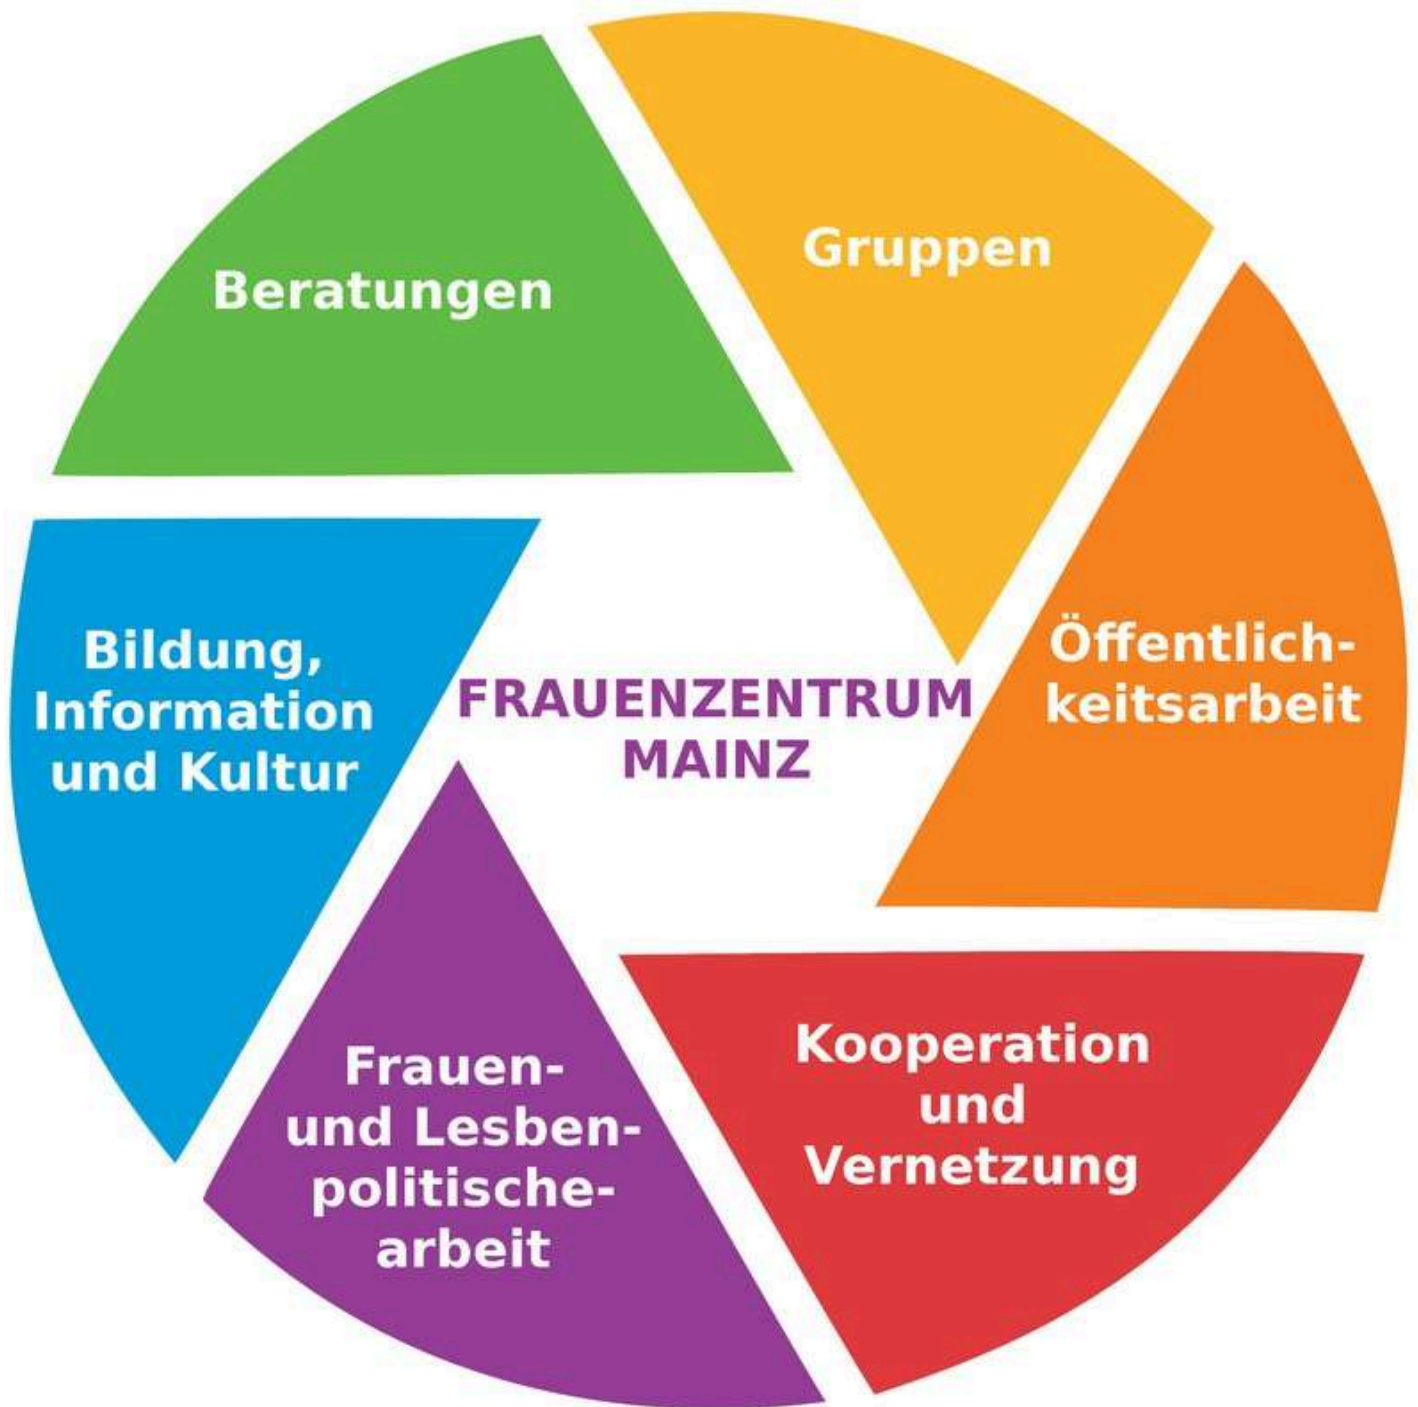 Beratungen
Gruppen
Öffentlich-
keitsarbeit
Kooperation
und
Vernetzung
Frauen-
und Lesben-
politische-
arbeit
Bildung,
Information
und Kultur
FRAUENZENTRUM
MAINZ